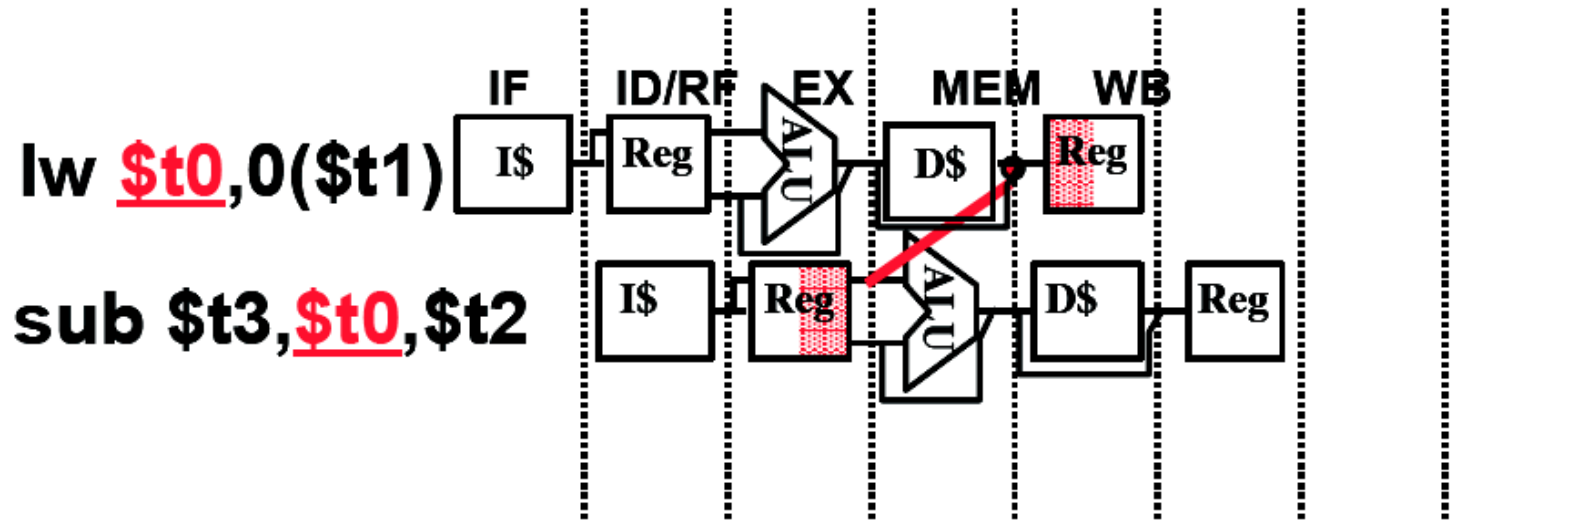 IF ID/RF EX MEM WB
lw $t0,0($t1) I$ Reg ALU D$ Reg
sub $t3,$t0,$t2 I$ Reg ALU D$ Reg